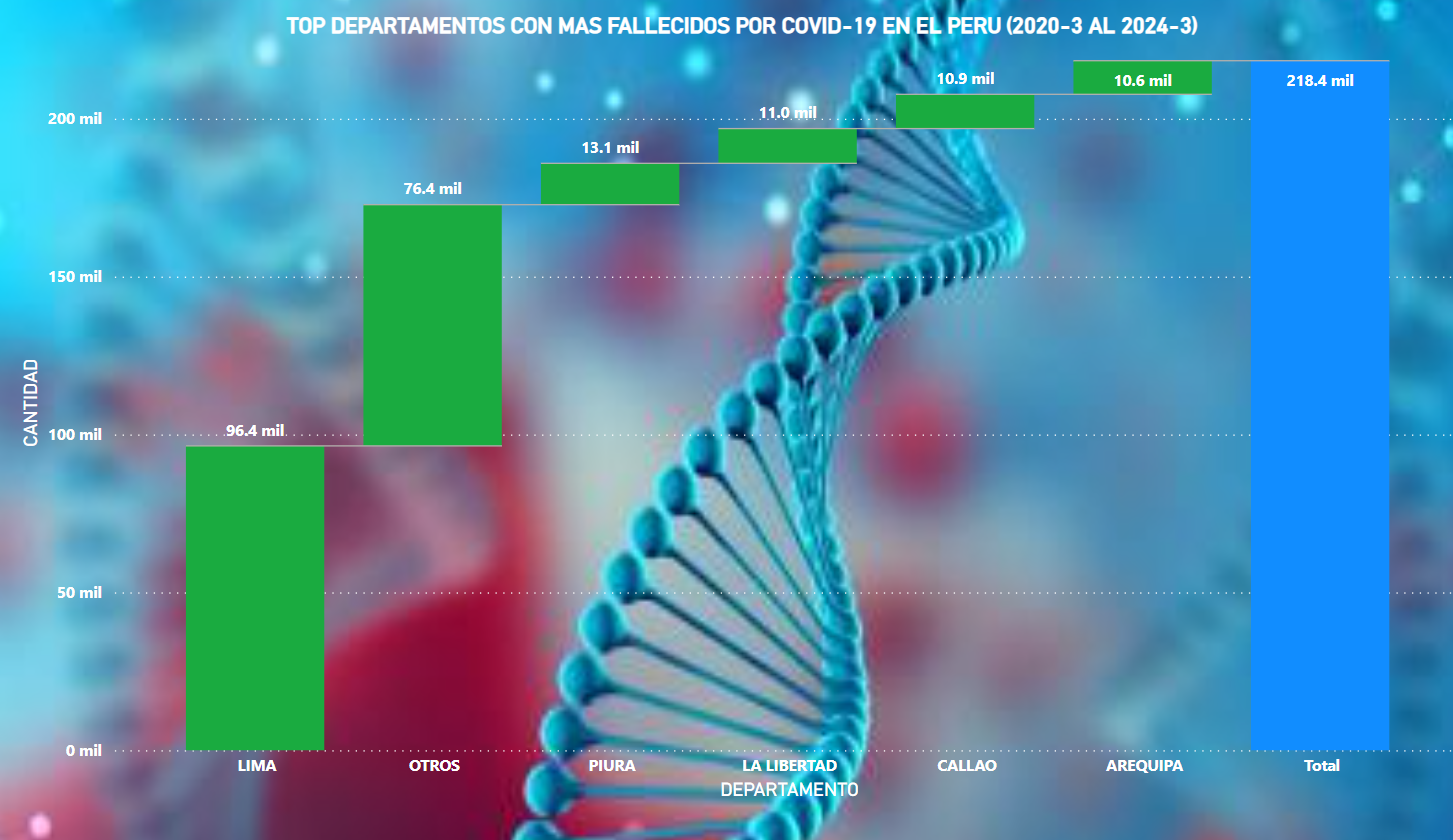 TOP DEPARTAMENTOS CON MAS FALLECIDOS POR COVID-19 EN EL PERU (2020-3 AL 2024-3)
10.9 mil
10.6 mil
218.4 mil
11.0 mil
200 mil
13.1 mil
76.4 mil
150 mil
96.4 mil
100 mil
CANTIDAD
50 mil
0 mil
LIMA
OTROS
PIURA
LA LIBERTAD
CALLAO
AREQUIPA
Total
DEPARTAMENTO